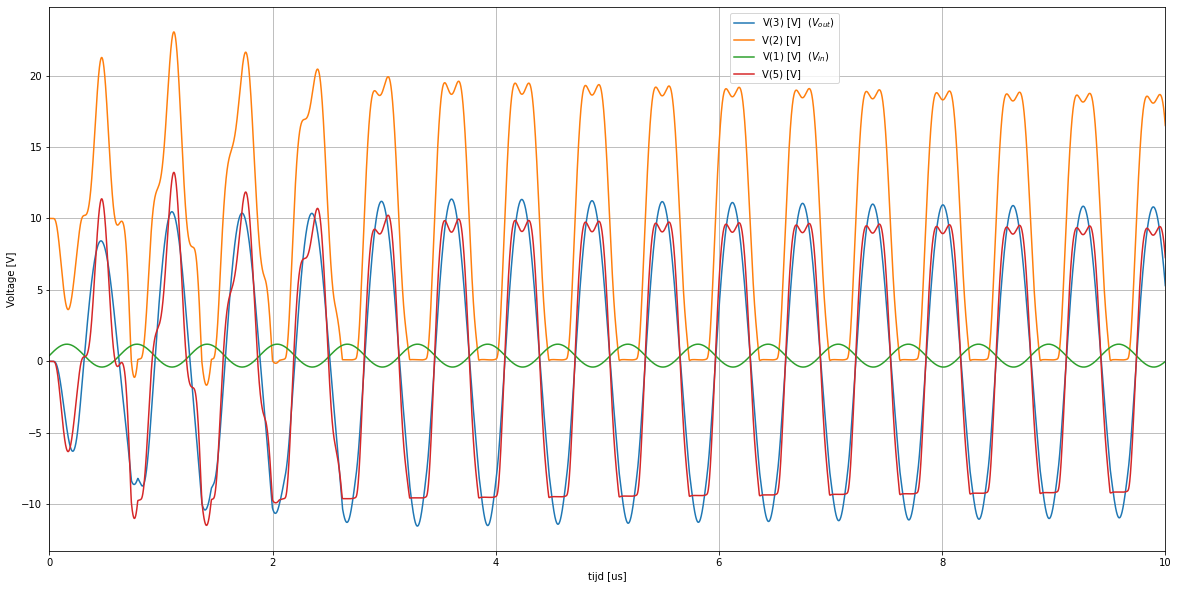 V(3) [V] (V_out)
V(2) [V]
V(1) [V] (V_in)
V(5) [V]
20
15
10
5
0
−5
−10
Voltage [V]
0 2 4 6 8 10
tijd [us]